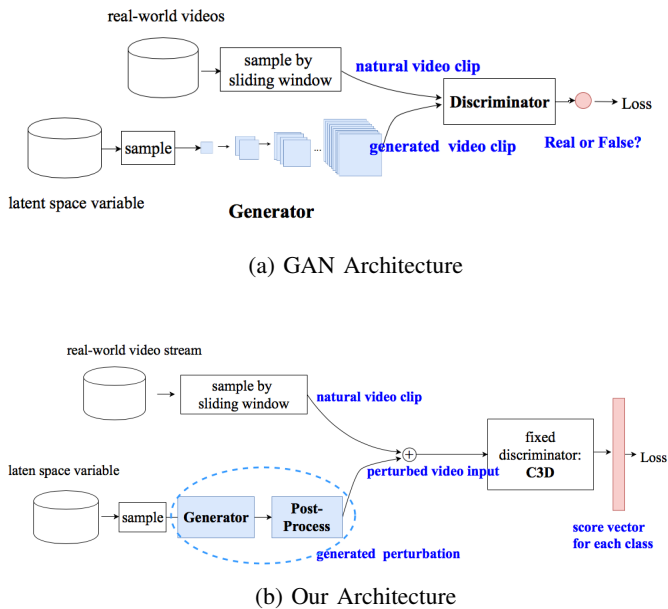 real-world videos
sample by
sliding window
natural video clip
Discriminator
Loss
sample
...
generated video clip
Real or False?
latent space variable
Generator
(a) GAN Architecture
real-world video stream
sample by
sliding window
natural video clip
fixed
discriminator:
C3D
+
perturbed video input
Loss
laten space variable
sample
Generator
Post-
Process
generated perturbation
score vector
for each class
(b) Our Architecture